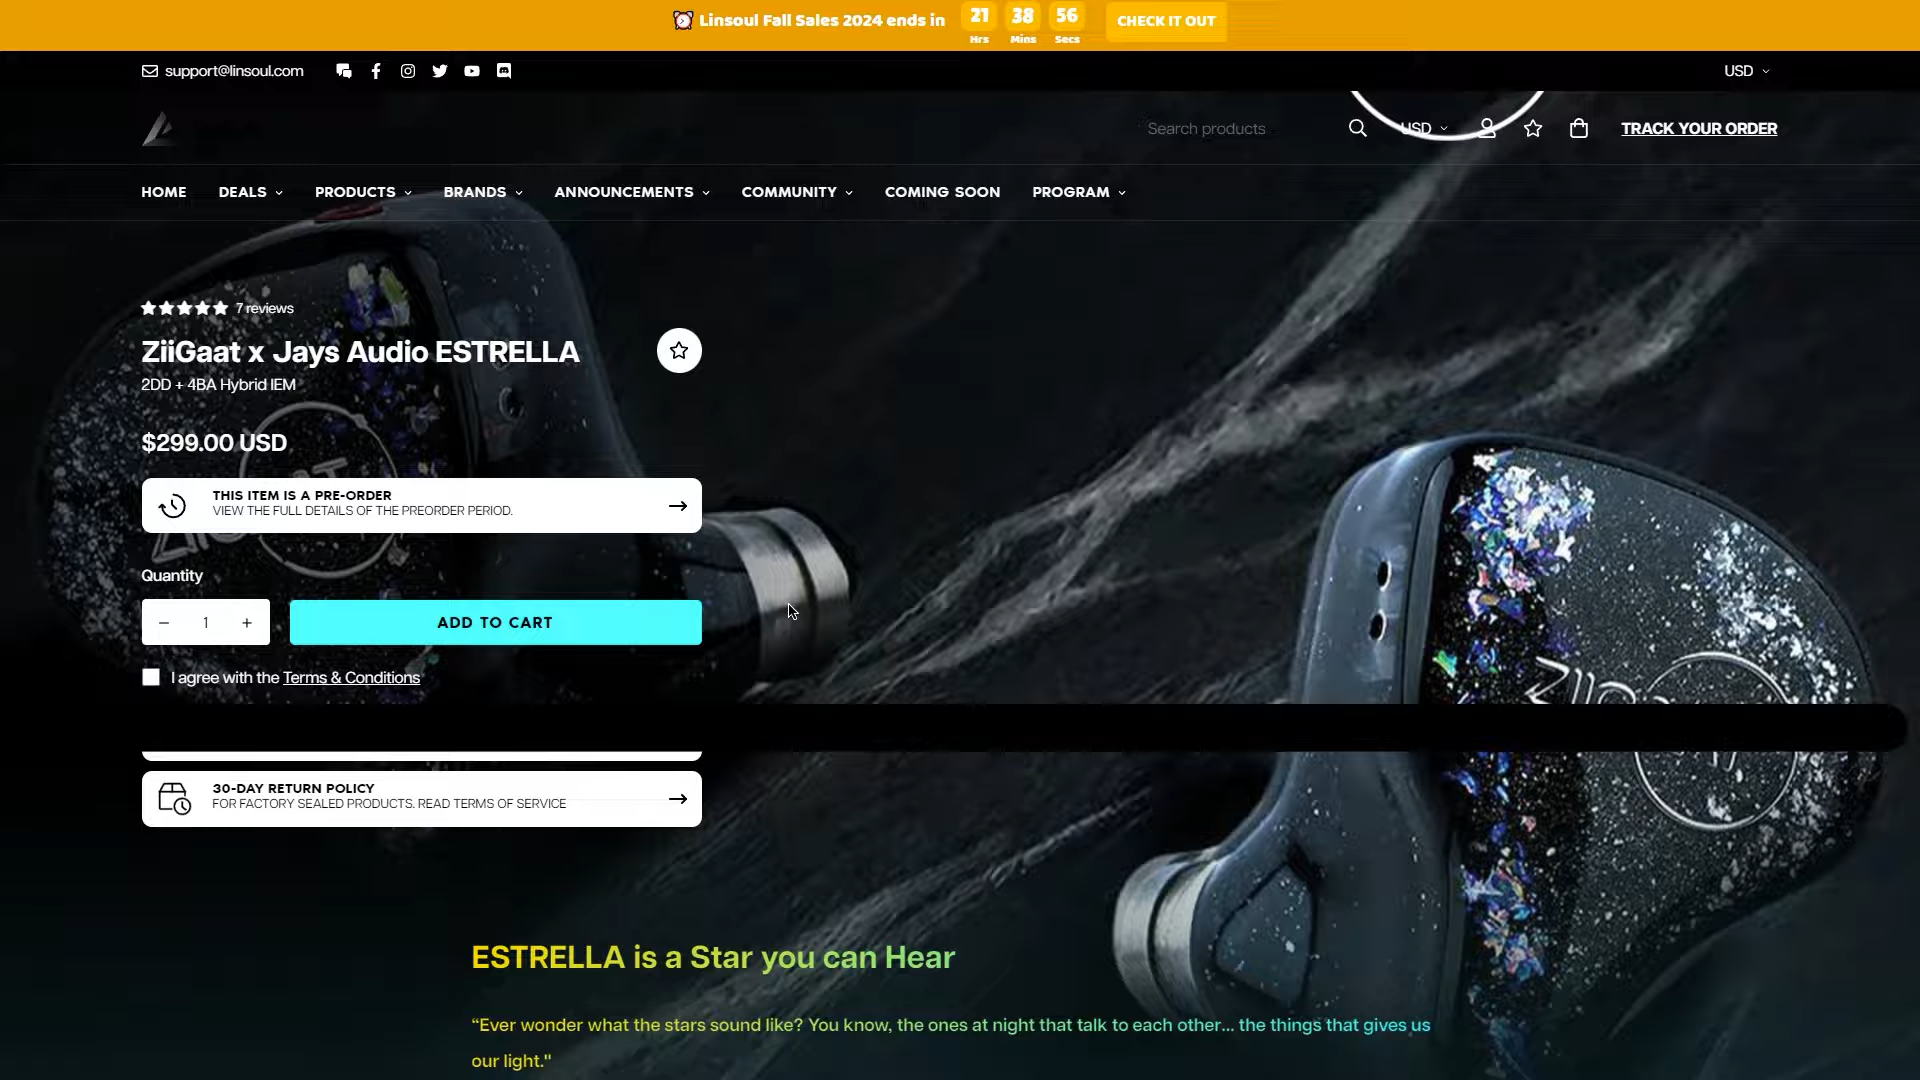 Linsoul Fall Sales 2024 ends in
21 38 56
Hrs Mins Secs
CHECK IT OUT
support@linsoul.com
USD
Search products
USD
TRACK YOUR ORDER
HOME DEALS PRODUCTS BRANDS ANNOUNCEMENTS COMMUNITY COMING SOON PROGRAM
7 reviews
ZiiGaat x Jays Audio ESTRELLA
2DD + 4BA Hybrid IEM
$299.00 USD
THIS ITEM IS A PRE-ORDER
VIEW THE FULL DETAILS OF THE PREORDER PERIOD.
Quantity
− 1 +
ADD TO CART
I agree with the Terms & Conditions
30-DAY RETURN POLICY
FOR FACTORY SEALED PRODUCTS. READ TERMS OF SERVICE
ESTRELLA is a Star you can Hear
“Ever wonder what the stars sound like? You know, the ones at night that talk to each other... the things that gives us
our light."